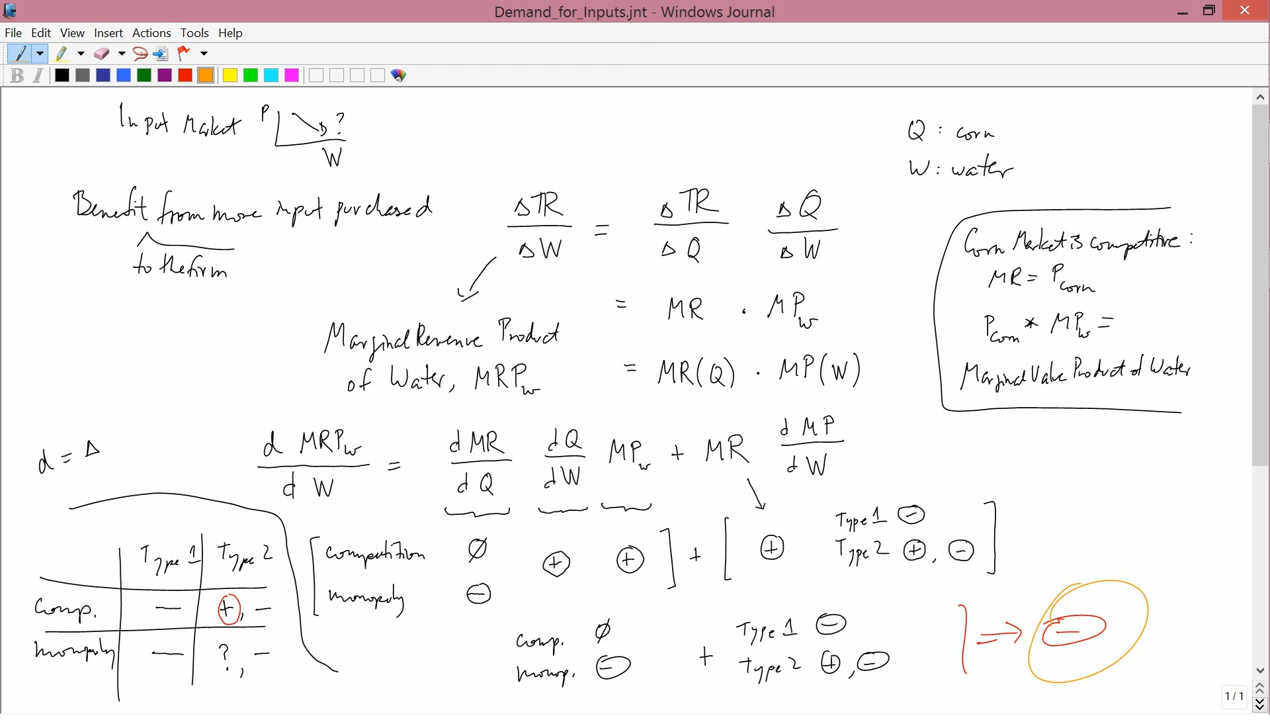 Demand_for_Inputs.jnt - Windows Journal
File Edit View Insert Actions Tools Help
B I
Input Market P ?
W
Q : corn
W : water
Benefit from more input purchased
to the firm
ΔTR / ΔW = ΔTR / ΔQ ΔQ / ΔW
= MR . MPw
Marginal Revenue Product
of Water, MRPw
= MR(Q) . MP(W)
Corn Market is competitive :
MR = Pcorn
Pcorn * MPw =
Marginal Value Product of Water
d = Δ
d MRPw / d W = d MR / d Q dQ / dW MPw + MR d MP / d W
competition ∅ + + + + Type 1 -
monopoly - Type 2 +, -
Type 1 Type 2
Comp. — +, -
Monopoly — ?, -
comp. ∅ + Type 1 -
monop. - Type 2 +, -
⇒ -
1 / 1